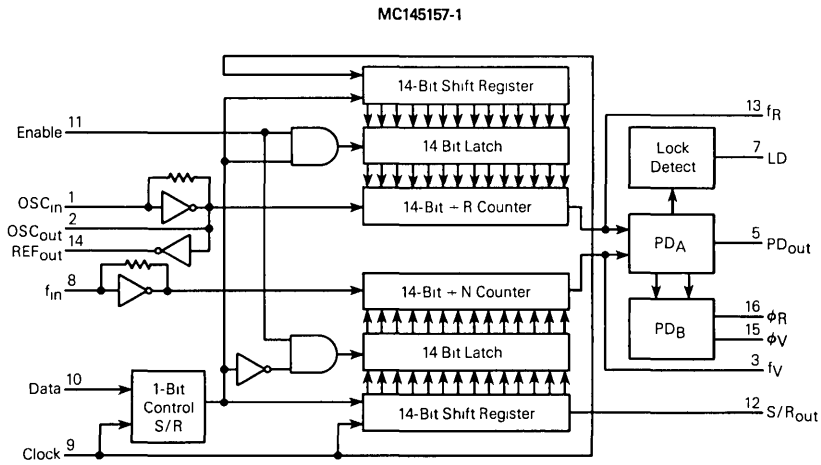 MC145157-1
14-Bit Shift Register
14 Bit Latch
14-Bit ÷ R Counter
14-Bit ÷ N Counter
14 Bit Latch
14-Bit Shift Register
Enable 11
OSCin 1
OSCout 2
REFout 14
fin 8
Data 10
Clock 9
1-Bit
Control
S/R
Lock
Detect
PDA
PDB
13 fR
7 LD
5 PDout
16 ϕR
15 ϕV
3 fV
12 S/Rout